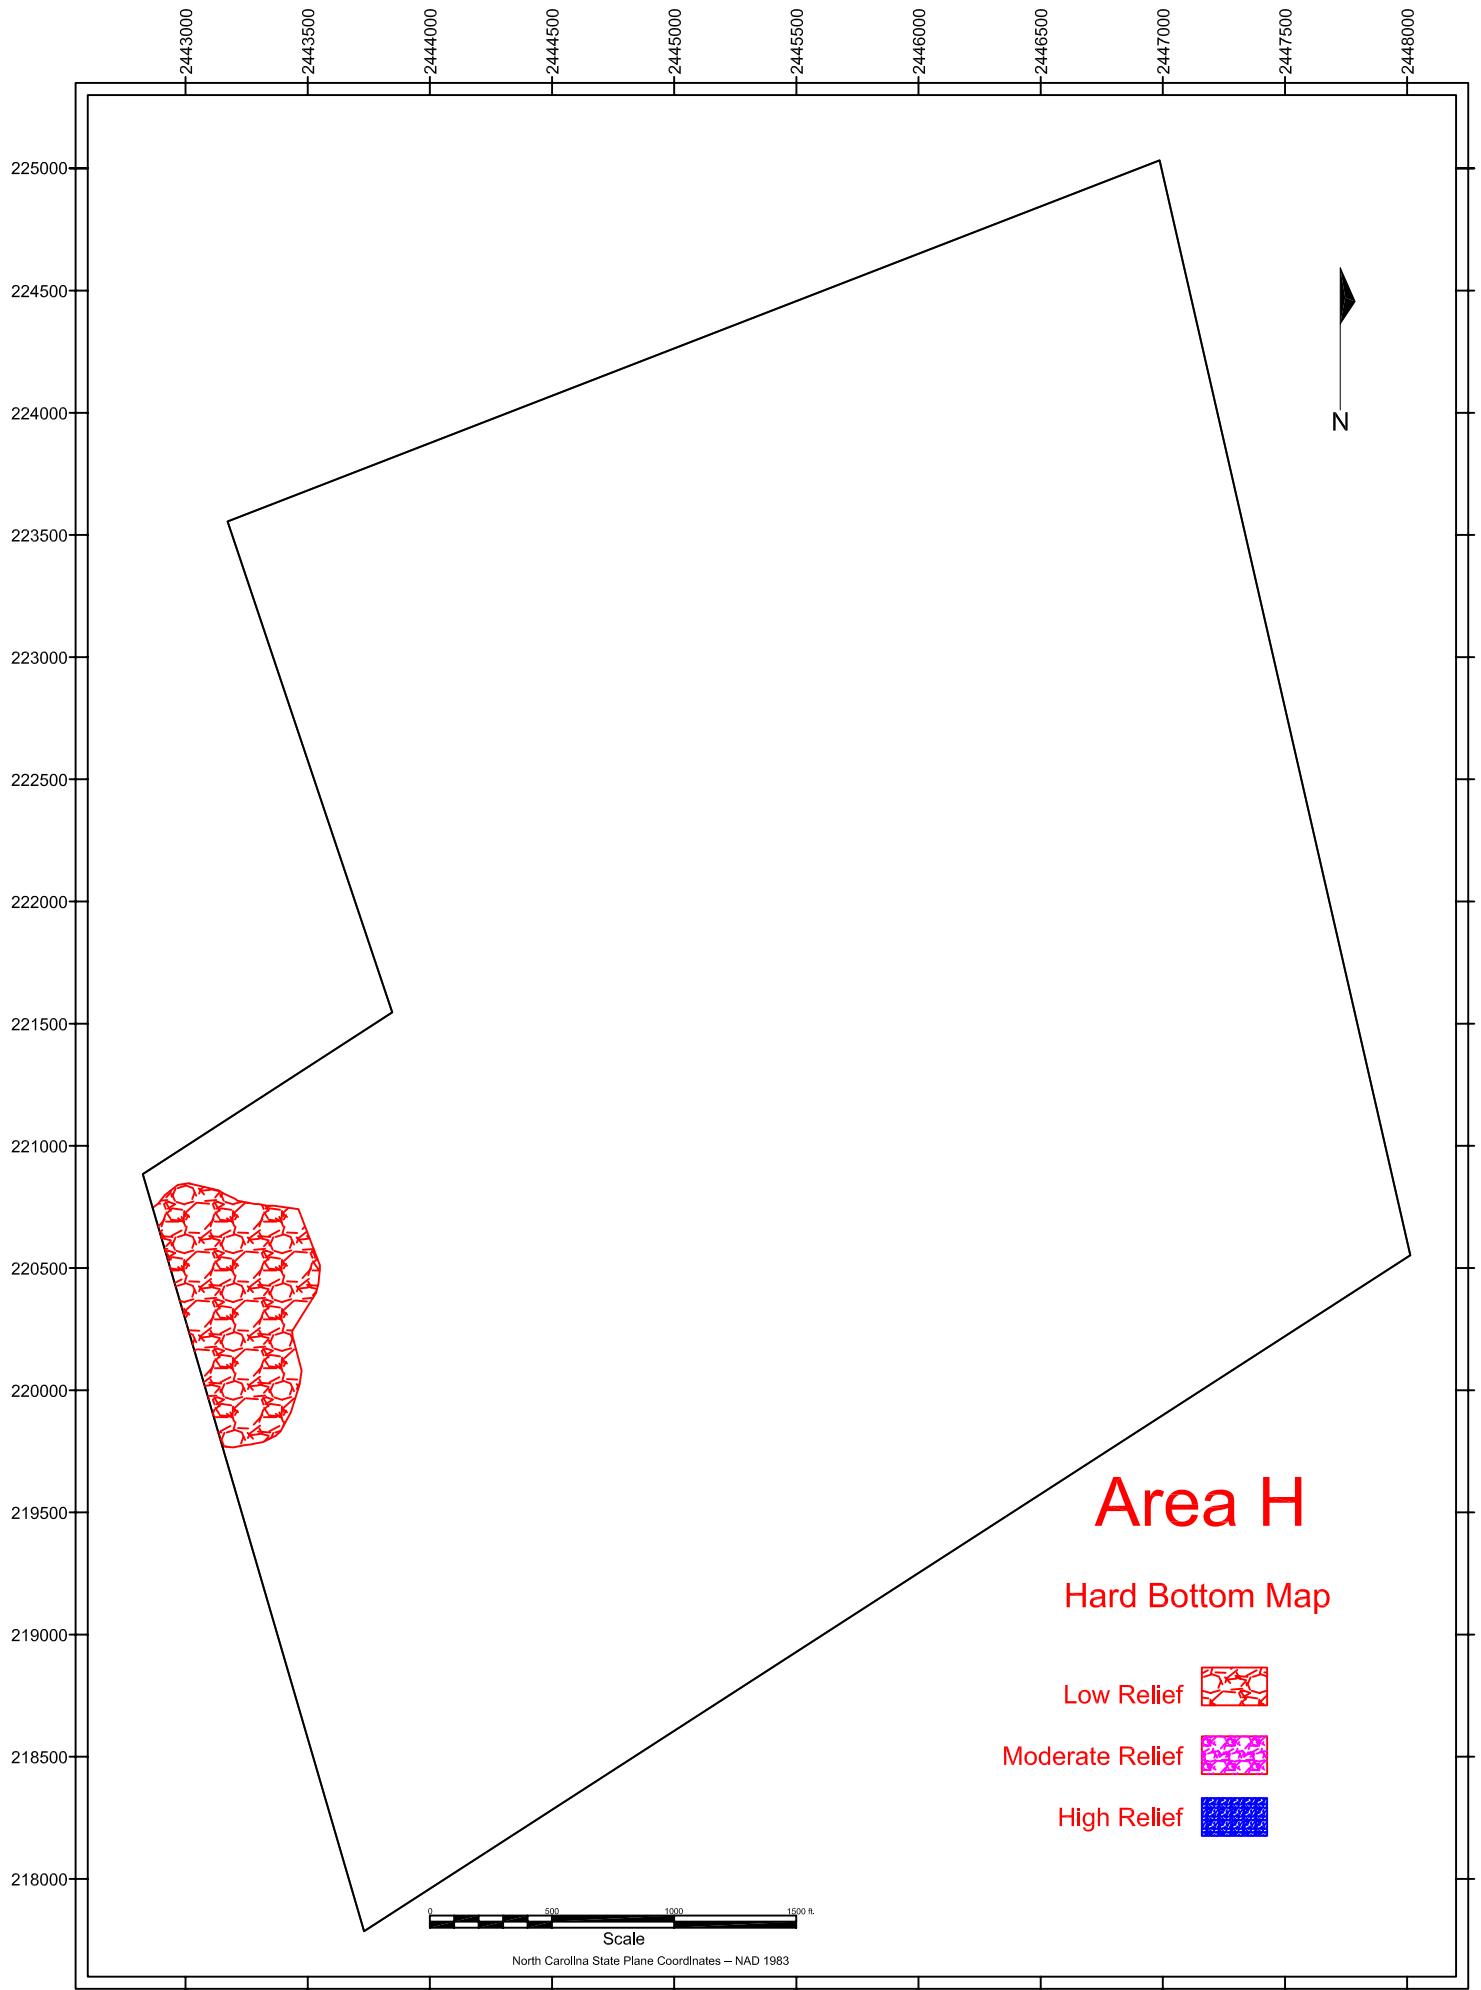 2443000
2443500
2444000
2444500
2445000
2445500
2446000
2446500
2447000
2447500
2448000
225000
224500
224000
223500
223000
222500
222000
221500
221000
220500
220000
219500
219000
218500
218000
N
Area H
Hard Bottom Map
Low Relief
Moderate Relief
High Relief
0 500 1000 1500 ft.
Scale
North Carolina State Plane Coordinates – NAD 1983